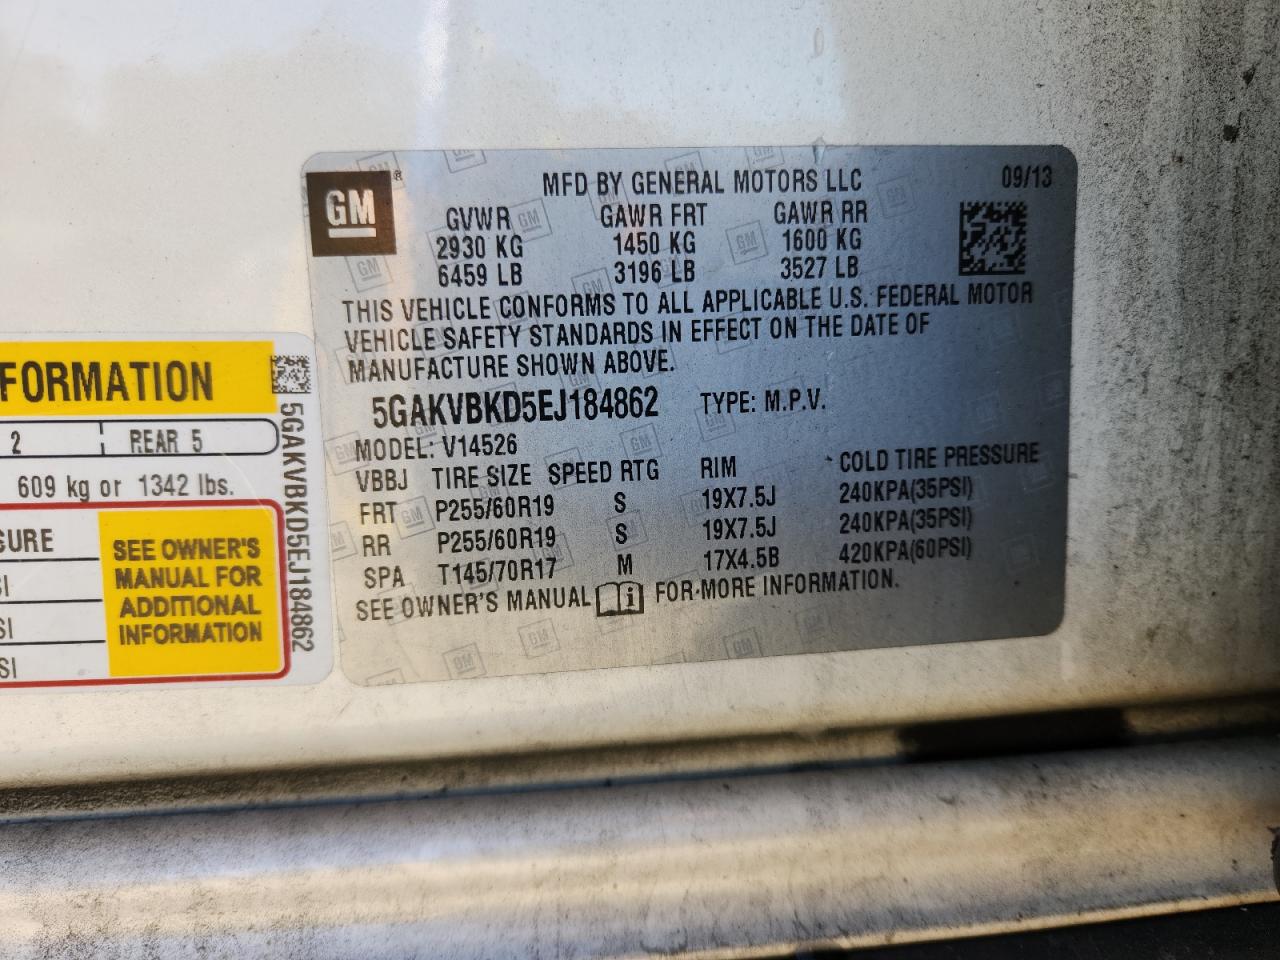 GM ®
MFD BY GENERAL MOTORS LLC 09/13
GVWR GAWR FRT GAWR RR
2930 KG 1450 KG 1600 KG
6459 LB 3196 LB 3527 LB
THIS VEHICLE CONFORMS TO ALL APPLICABLE U.S. FEDERAL MOTOR
VEHICLE SAFETY STANDARDS IN EFFECT ON THE DATE OF
MANUFACTURE SHOWN ABOVE.
5GAKVBKD5EJ184862 TYPE: M.P.V.
MODEL: V14526
VBBJ TIRE SIZE SPEED RTG RIM COLD TIRE PRESSURE
FRT P255/60R19 S 19X7.5J 240KPA(35PSI)
RR P255/60R19 S 19X7.5J 240KPA(35PSI)
SPA T145/70R17 M 17X4.5B 420KPA(60PSI)
SEE OWNER'S MANUAL i FOR MORE INFORMATION.
FORMATION
2 REAR 5
609 kg or 1342 lbs.
SURE
SI
SI
SI
SEE OWNER'S
MANUAL FOR
ADDITIONAL
INFORMATION
5GAKVBKD5EJ184862